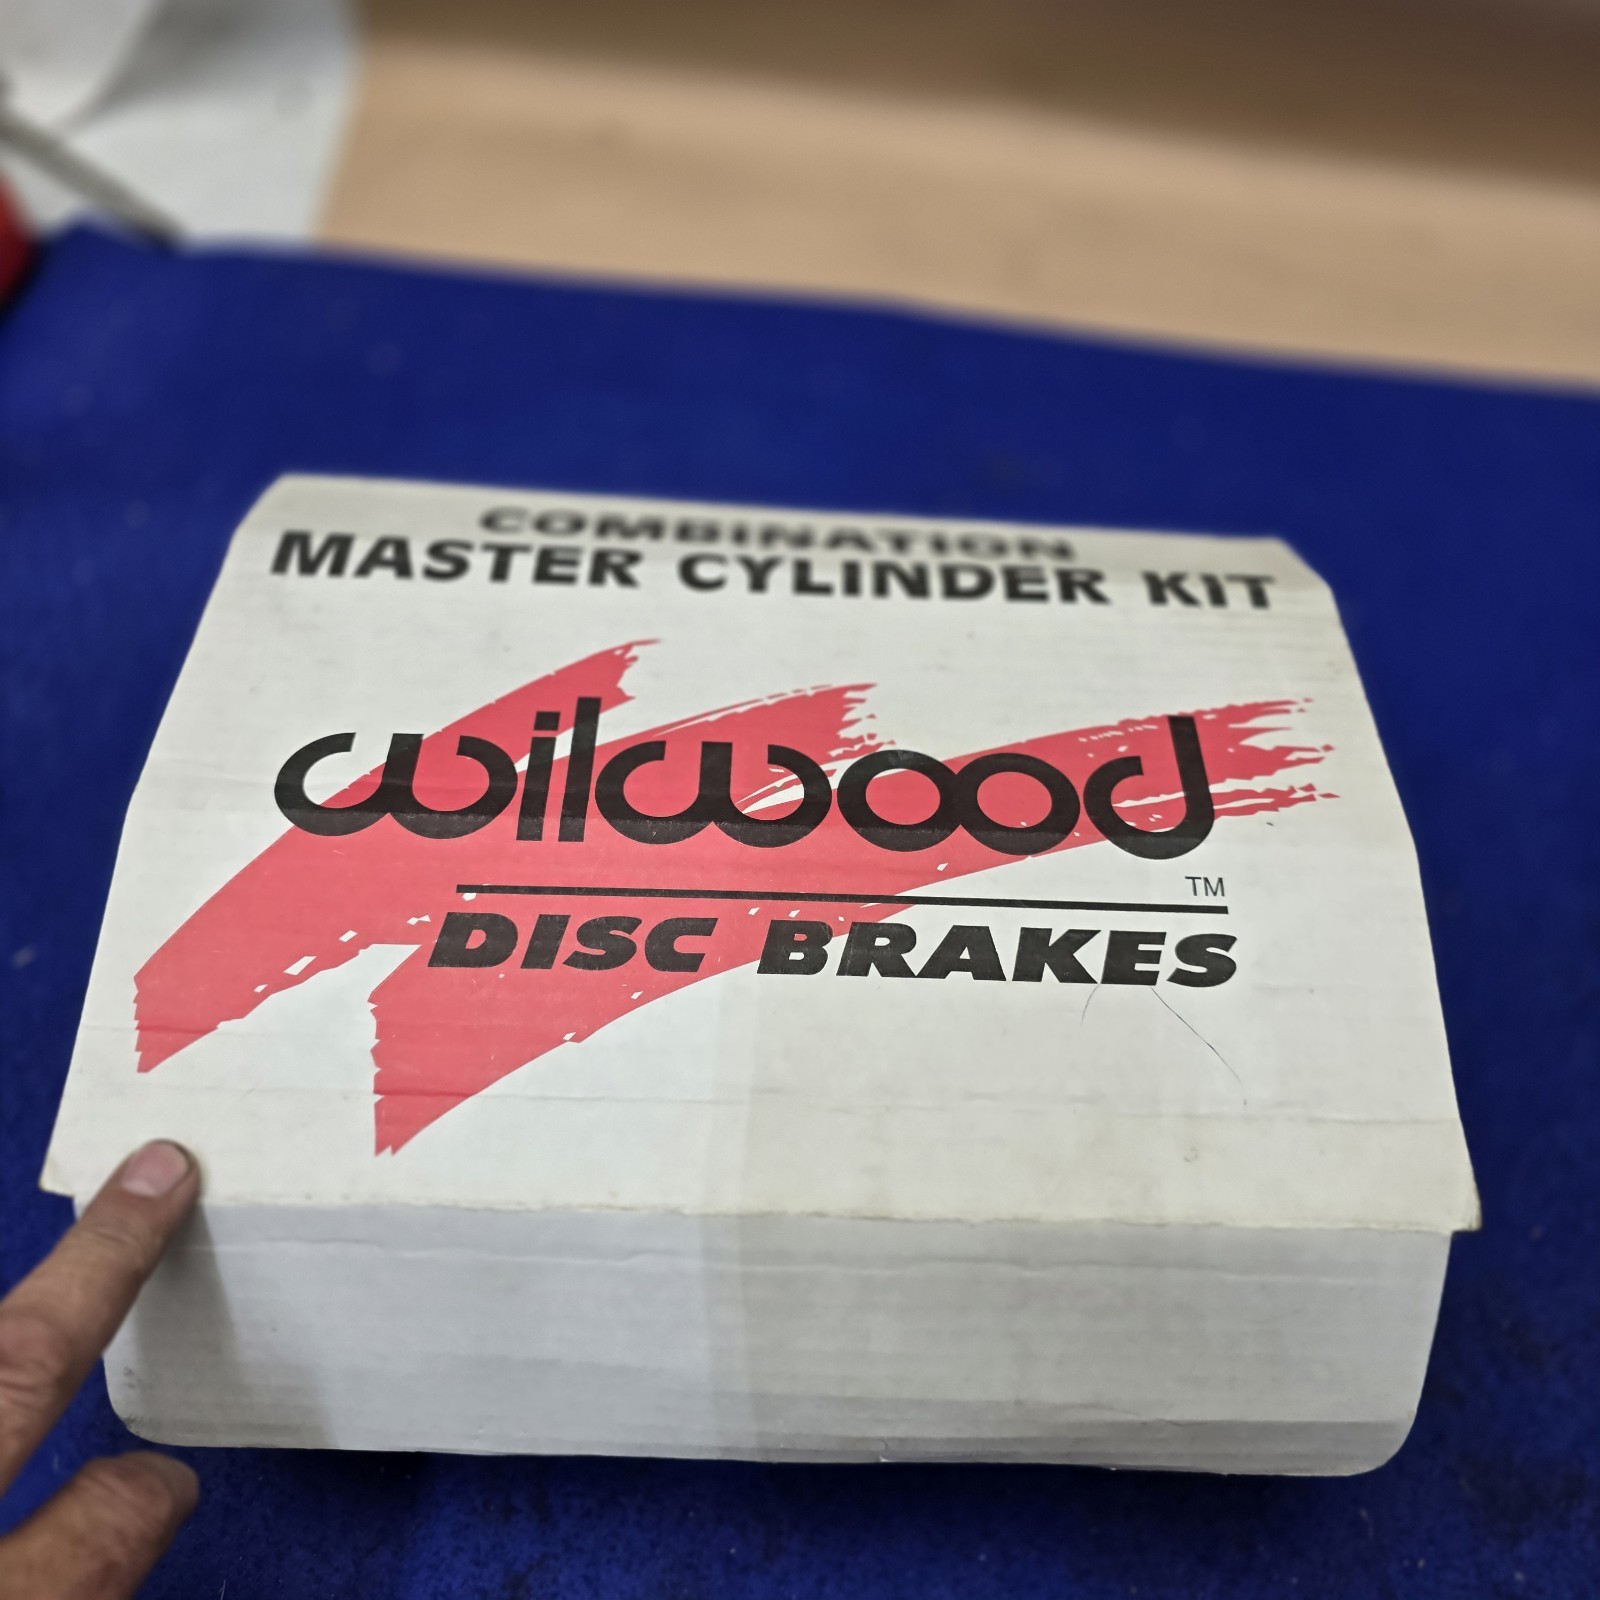 COMBINATION
MASTER CYLINDER KIT
wilwood
TM
DISC BRAKES